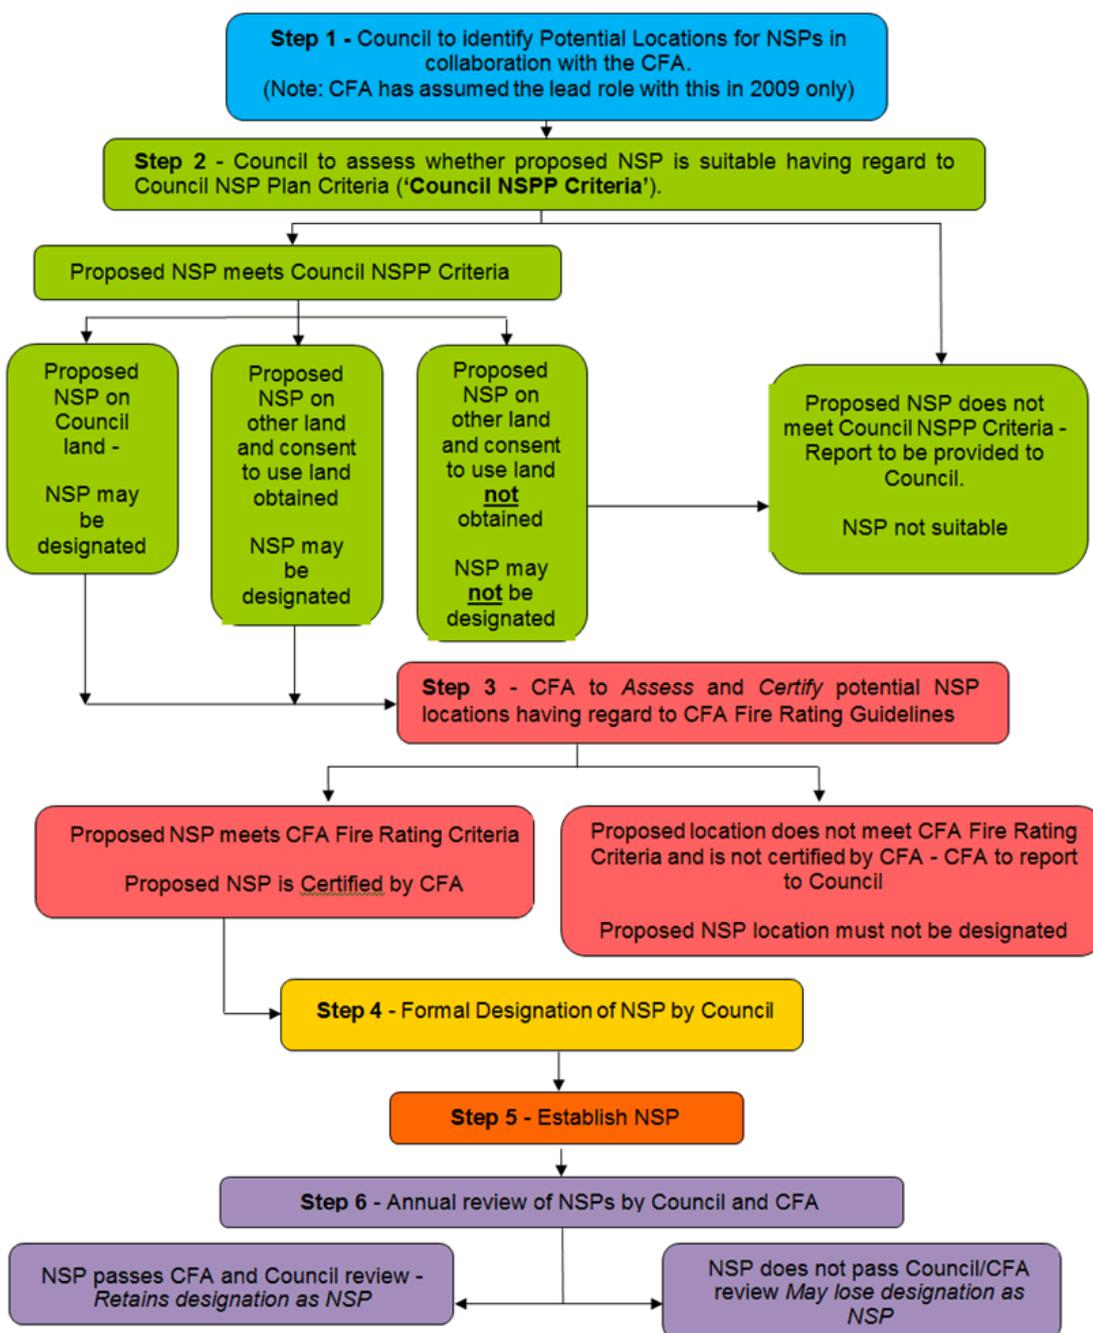 Step 1 - Council to identify Potential Locations for NSPs in
collaboration with the CFA.
(Note: CFA has assumed the lead role with this in 2009 only)
Step 2 - Council to assess whether proposed NSP is suitable having regard to
Council NSP Plan Criteria (‘Council NSPP Criteria’).
Proposed NSP meets Council NSPP Criteria
Proposed
NSP on
Council
land -
NSP may
be
designated
Proposed
NSP on
other land
and consent
to use land
obtained
NSP may
be
designated
Proposed
NSP on
other land
and consent
to use land
not
obtained
NSP may
not be
designated
Proposed NSP does not
meet Council NSPP Criteria -
Report to be provided to
Council.
NSP not suitable
Step 3 - CFA to Assess and Certify potential NSP
locations having regard to CFA Fire Rating Guidelines
Proposed NSP meets CFA Fire Rating Criteria
Proposed NSP is Certified by CFA
Proposed location does not meet CFA Fire Rating
Criteria and is not certified by CFA - CFA to report
to Council
Proposed NSP location must not be designated
Step 4 - Formal Designation of NSP by Council
Step 5 - Establish NSP
Step 6 - Annual review of NSPs by Council and CFA
NSP passes CFA and Council review -
Retains designation as NSP
NSP does not pass Council/CFA
review May lose designation as
NSP